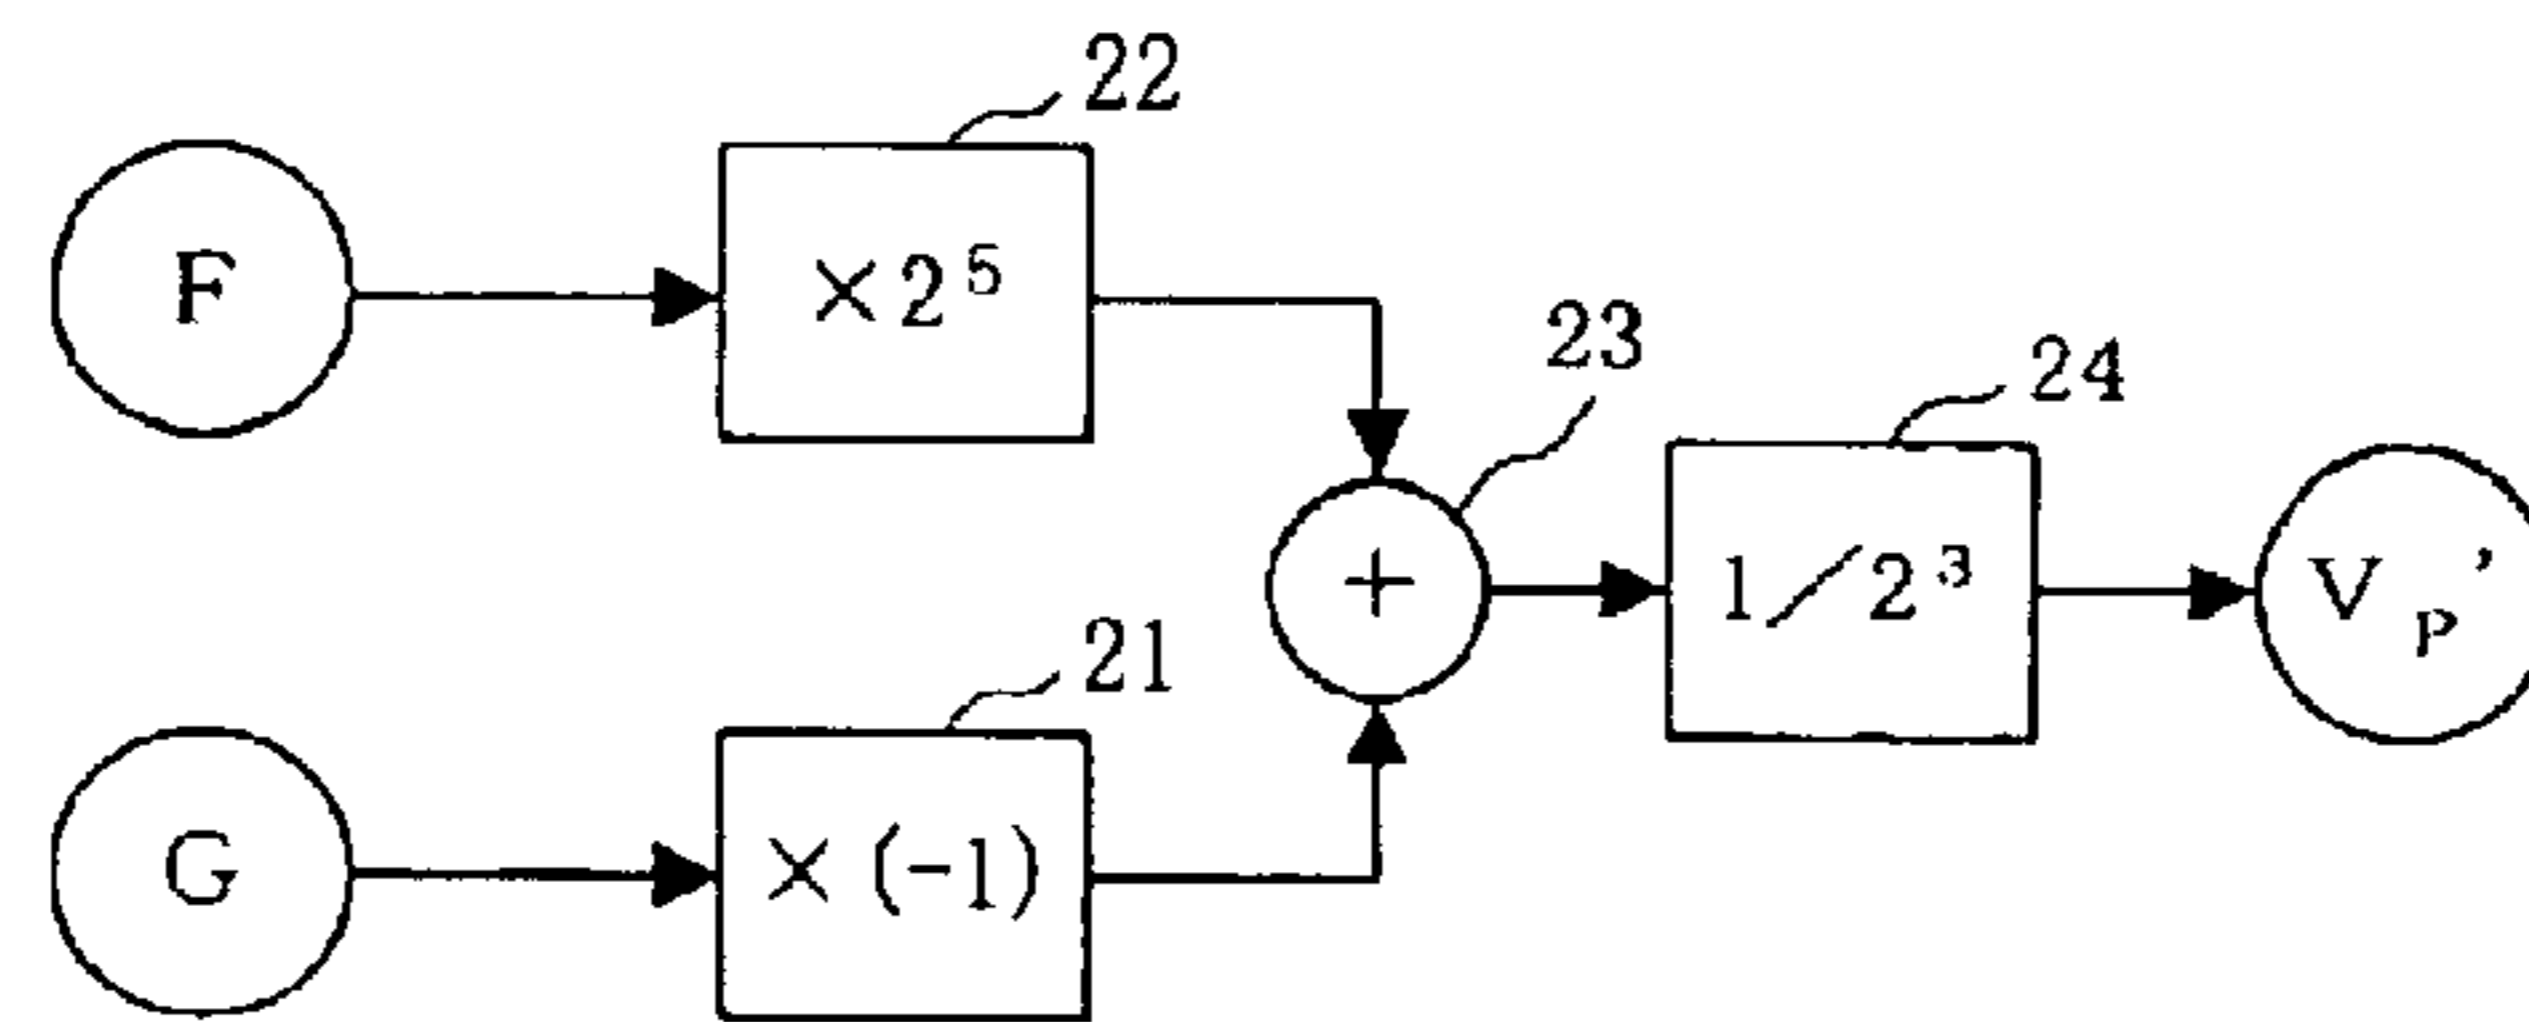 22
F
×2⁵
23
24
+
1/2³
V_P'
21
G
×(-1)